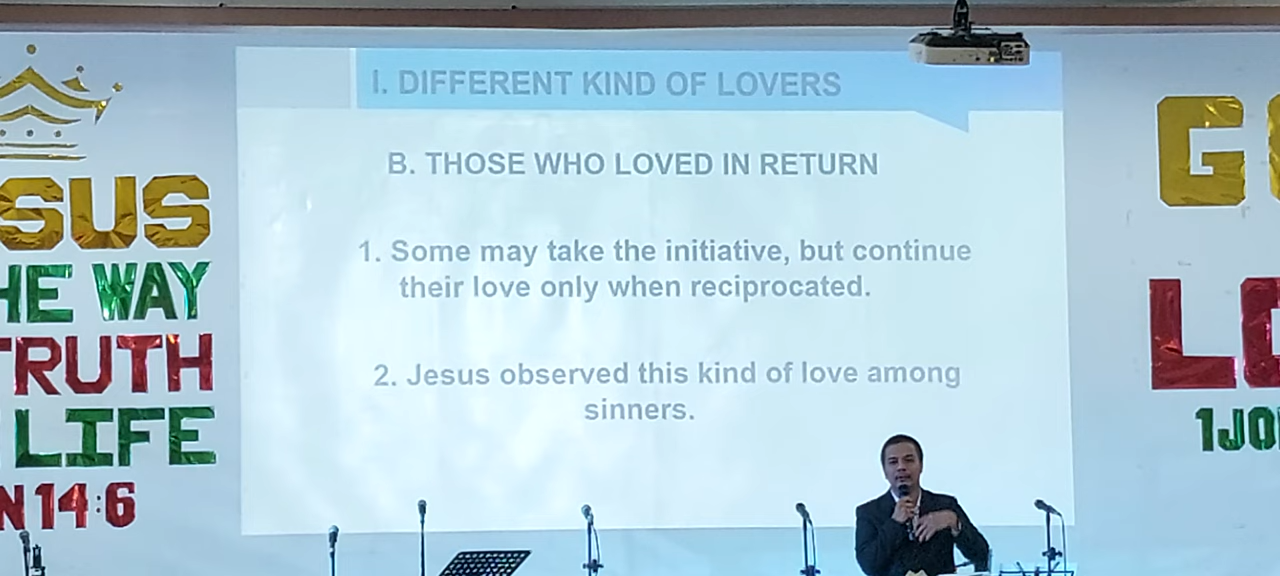 I. DIFFERENT KIND OF LOVERS
B. THOSE WHO LOVED IN RETURN
1. Some may take the initiative, but continue
their love only when reciprocated.
2. Jesus observed this kind of love among
sinners.
SUS
HE WAY
TRUTH
LIFE
N 14:6
G
LO
1JO